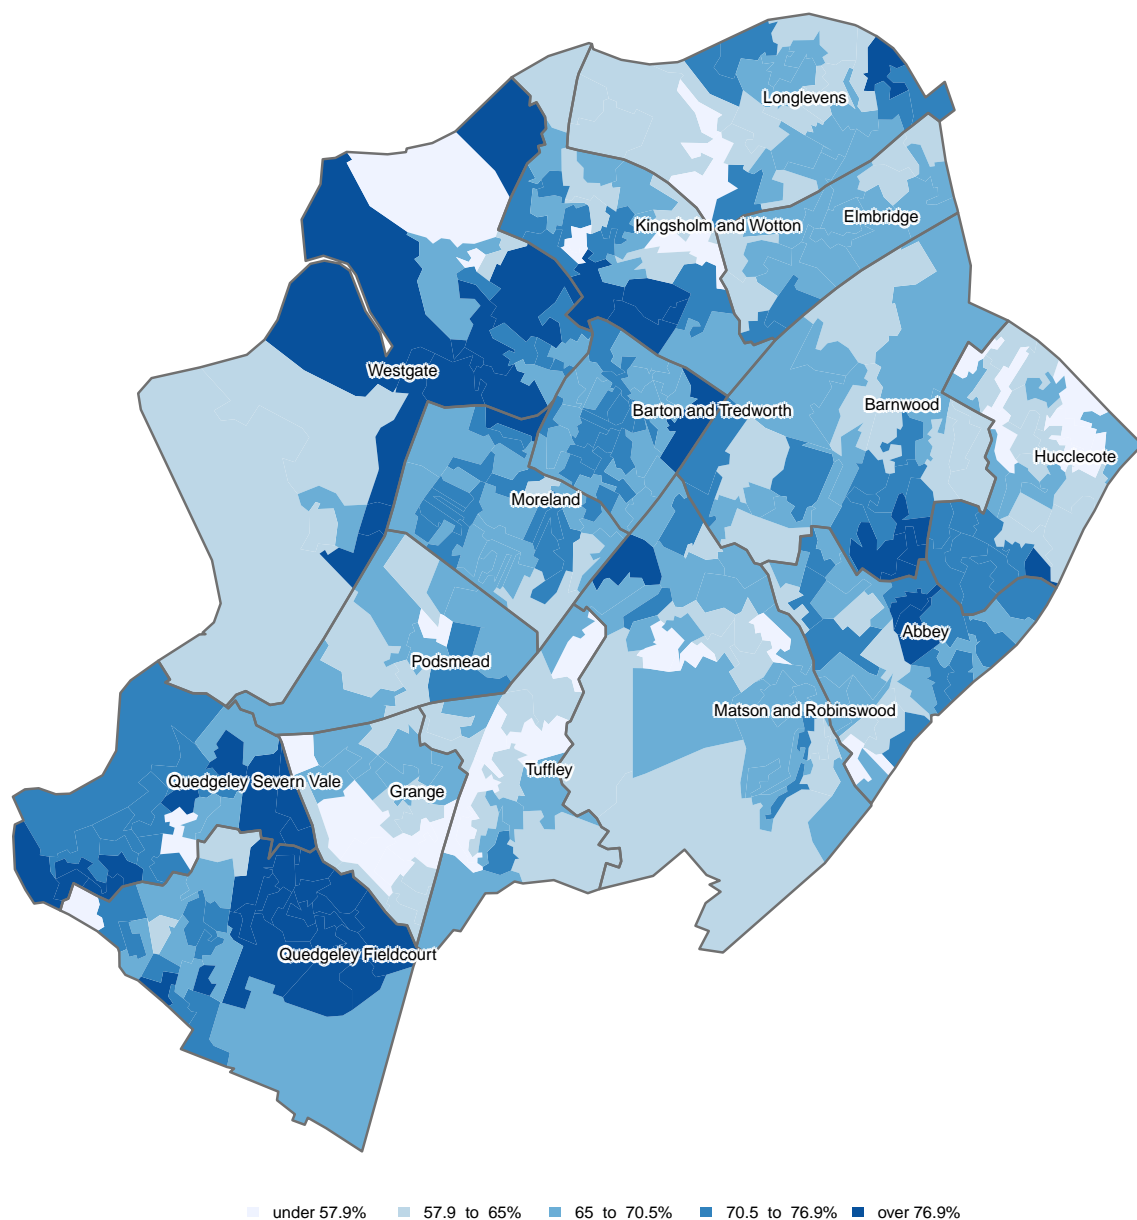 Longlevens
Elmbridge
Kingsholm and Wotton
Westgate
Barton and Tredworth
Barnwood
Hucclecote
Moreland
Abbey
Podsmead
Matson and Robinswood
Tuffley
Quedgeley Severn Vale
Grange
Quedgeley Fieldcourt
under 57.9% 57.9 to 65% 65 to 70.5% 70.5 to 76.9% over 76.9%